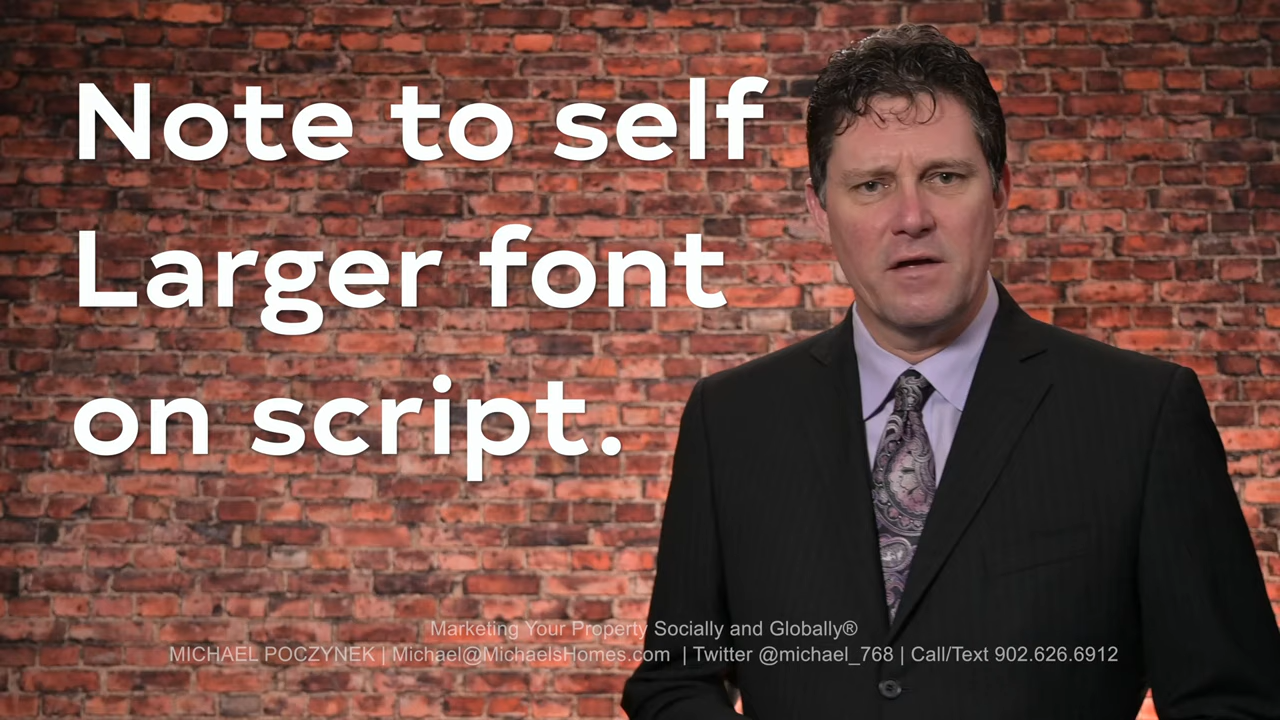 Note to self
Larger font
on script.
Marketing Your Property Socially and Globally®
MICHAEL POCZYNEK | Michael@MichaelsHomes.com | Twitter @michael_768 | Call/Text 902.626.6912